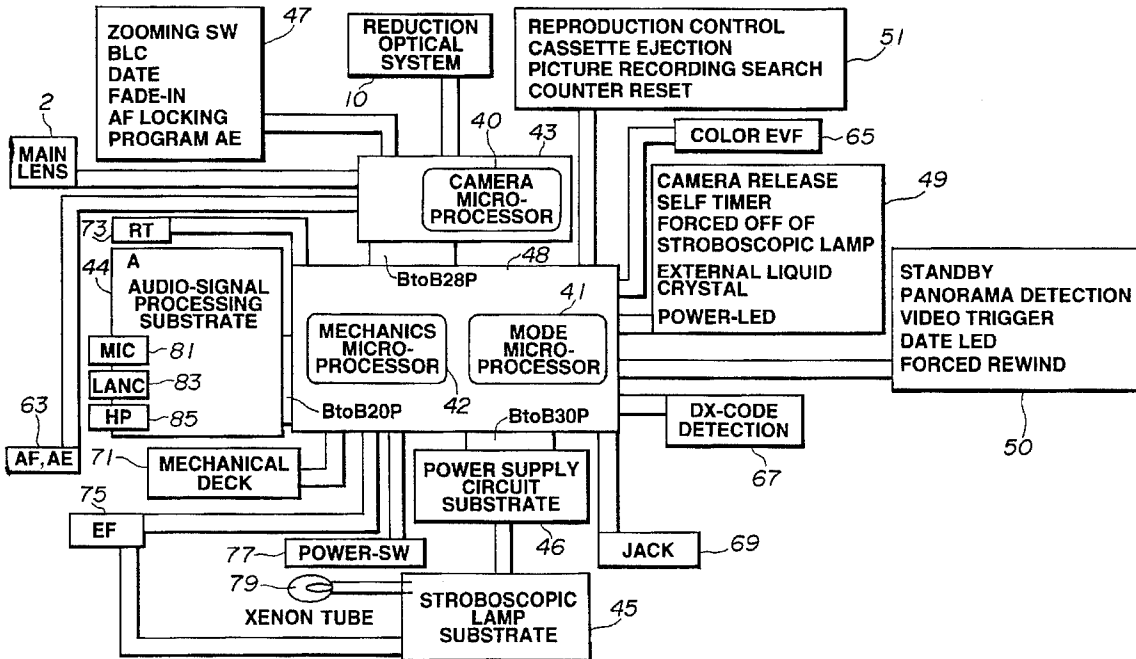 47
ZOOMING SW
BLC
DATE
FADE-IN
AF LOCKING
PROGRAM AE
REDUCTION
OPTICAL
SYSTEM
10
REPRODUCTION CONTROL
CASSETTE EJECTION
PICTURE RECORDING SEARCH
COUNTER RESET
51
2
MAIN
LENS
40
43
CAMERA
MICRO-
PROCESSOR
COLOR EVF
65
CAMERA RELEASE
SELF TIMER
FORCED OFF OF
STROBOSCOPIC LAMP
EXTERNAL LIQUID
CRYSTAL
POWER-LED
49
73
RT
44
A
AUDIO-SIGNAL
PROCESSING
SUBSTRATE
MIC
81
LANC
83
HP
85
BtoB28P
48
41
MECHANICS
MICRO-
PROCESSOR
42
MODE
MICRO-
PROCESSOR
BtoB20P
BtoB30P
STANDBY
PANORAMA DETECTION
VIDEO TRIGGER
DATE LED
FORCED REWIND
50
DX-CODE
DETECTION
67
63
AF, AE
71
MECHANICAL
DECK
POWER SUPPLY
CIRCUIT
SUBSTRATE
46
75
EF
77
POWER-SW
JACK
69
79
XENON TUBE
STROBOSCOPIC
LAMP
SUBSTRATE
45